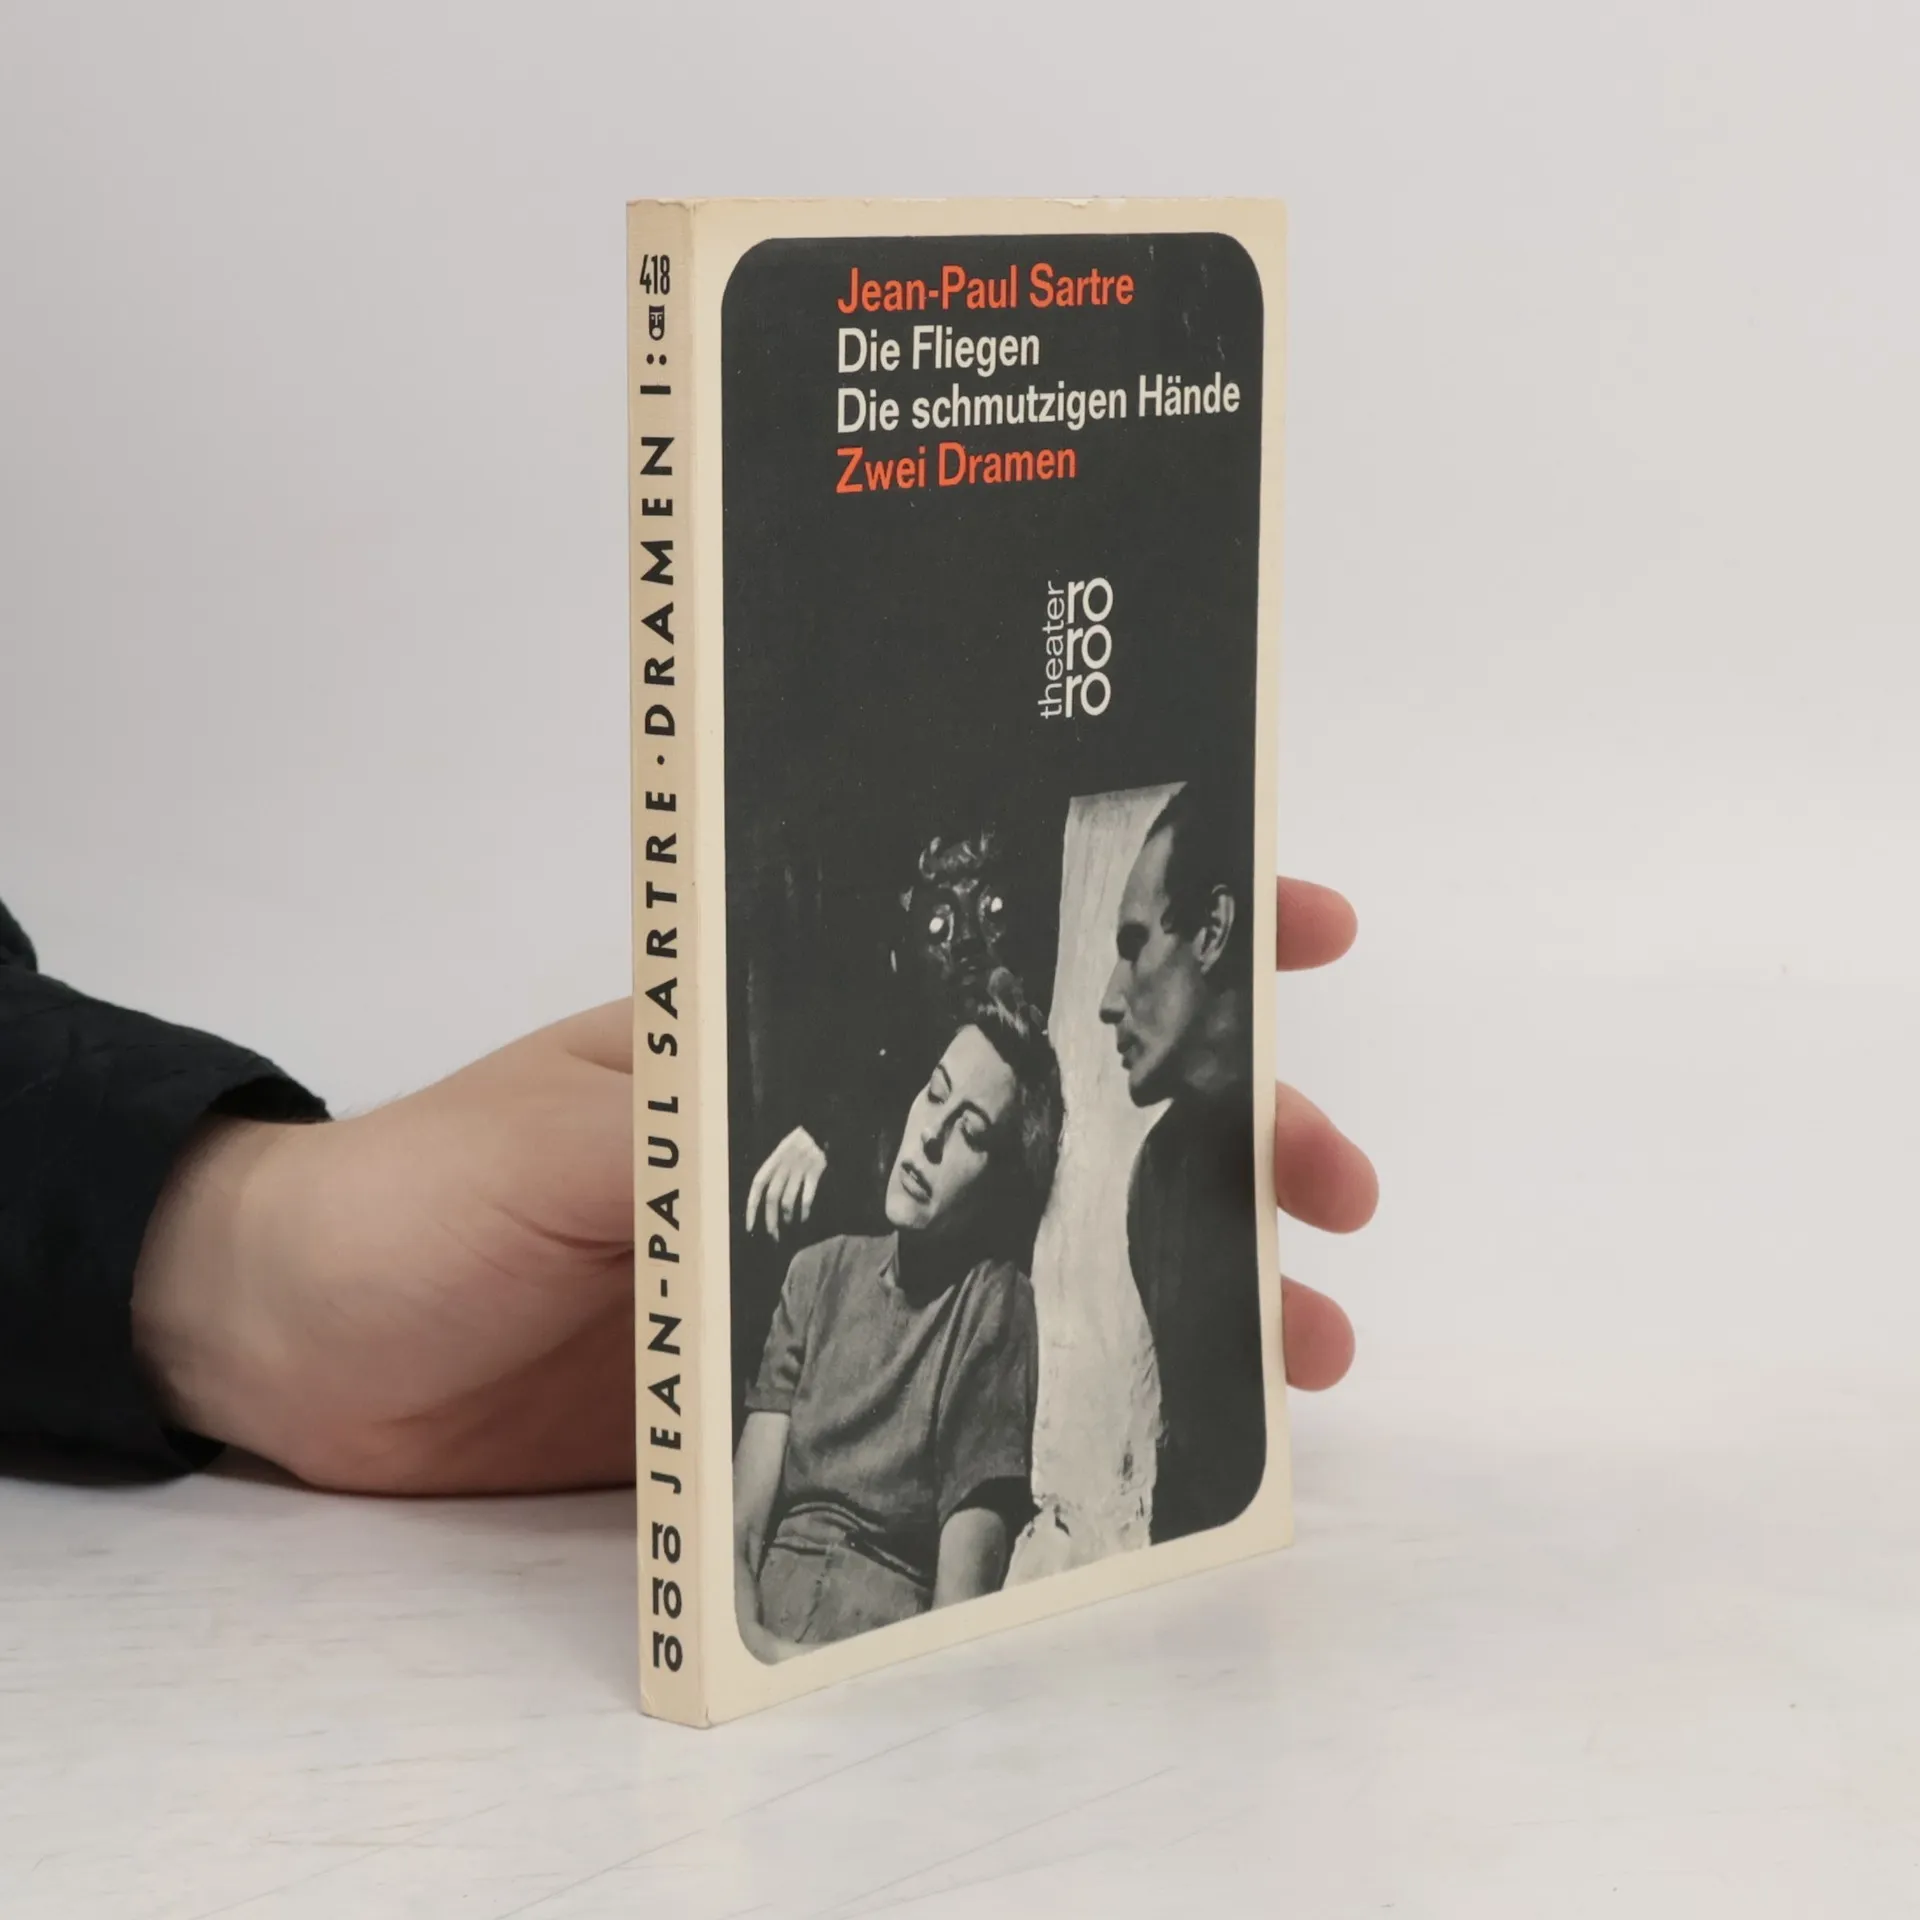 418
JEAN-PAUL SARTRE · DRAMEN I:
ro
ro
ro
Jean-Paul Sartre
Die Fliegen
Die schmutzigen Hände
Zwei Dramen
theater
ro
ro
ro